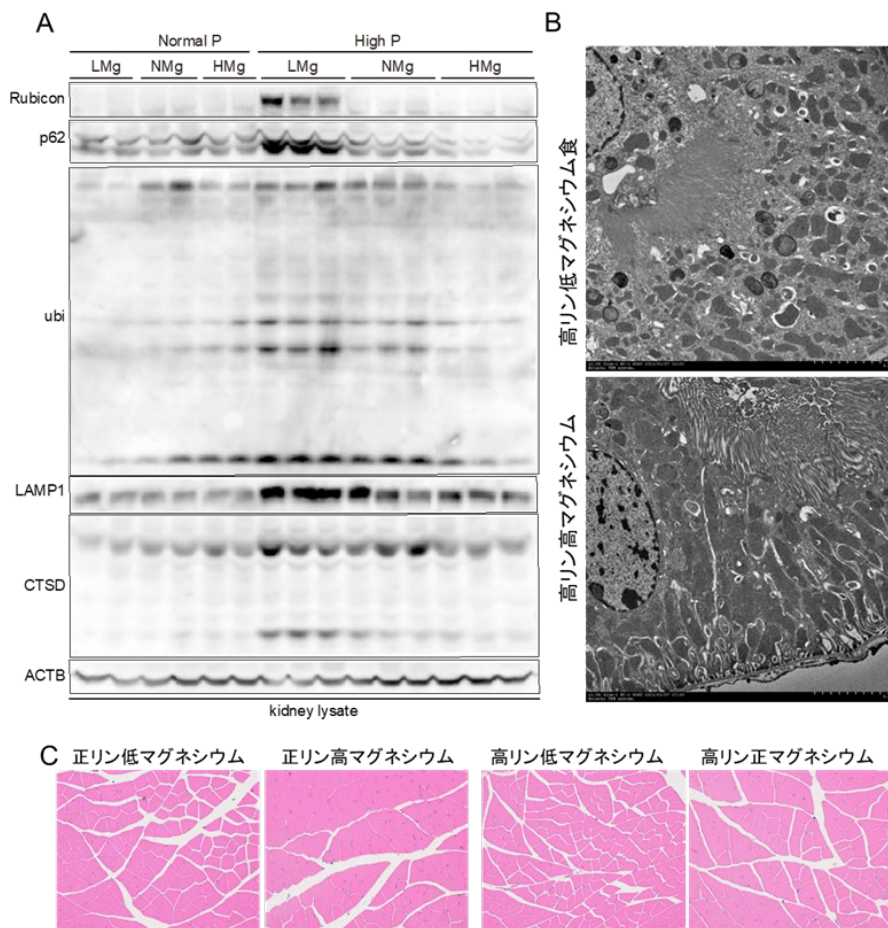 A
Normal P High P
LMg NMg HMg LMg NMg HMg
Rubicon
p62
ubi
LAMP1
CTSD
ACTB
kidney lysate
B
高リン低マグネシウム食
高リン高マグネシウム
C 正リン低マグネシウム 正リン高マグネシウム 高リン低マグネシウム 高リン正マグネシウム